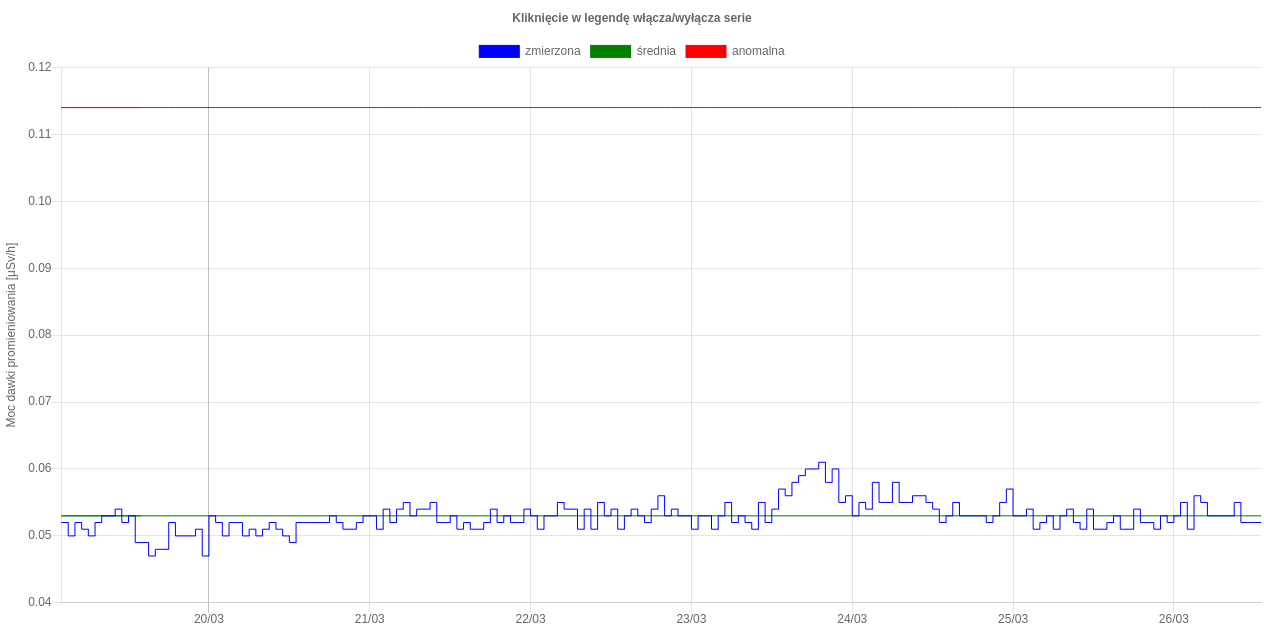 Kliknięcie w legendę włącza/wyłącza serie
zmierzona średnia anomalna
Moc dawki promieniowania [µSv/h]
0.12
0.11
0.10
0.09
0.08
0.07
0.06
0.05
0.04
20/03 21/03 22/03 23/03 24/03 25/03 26/03